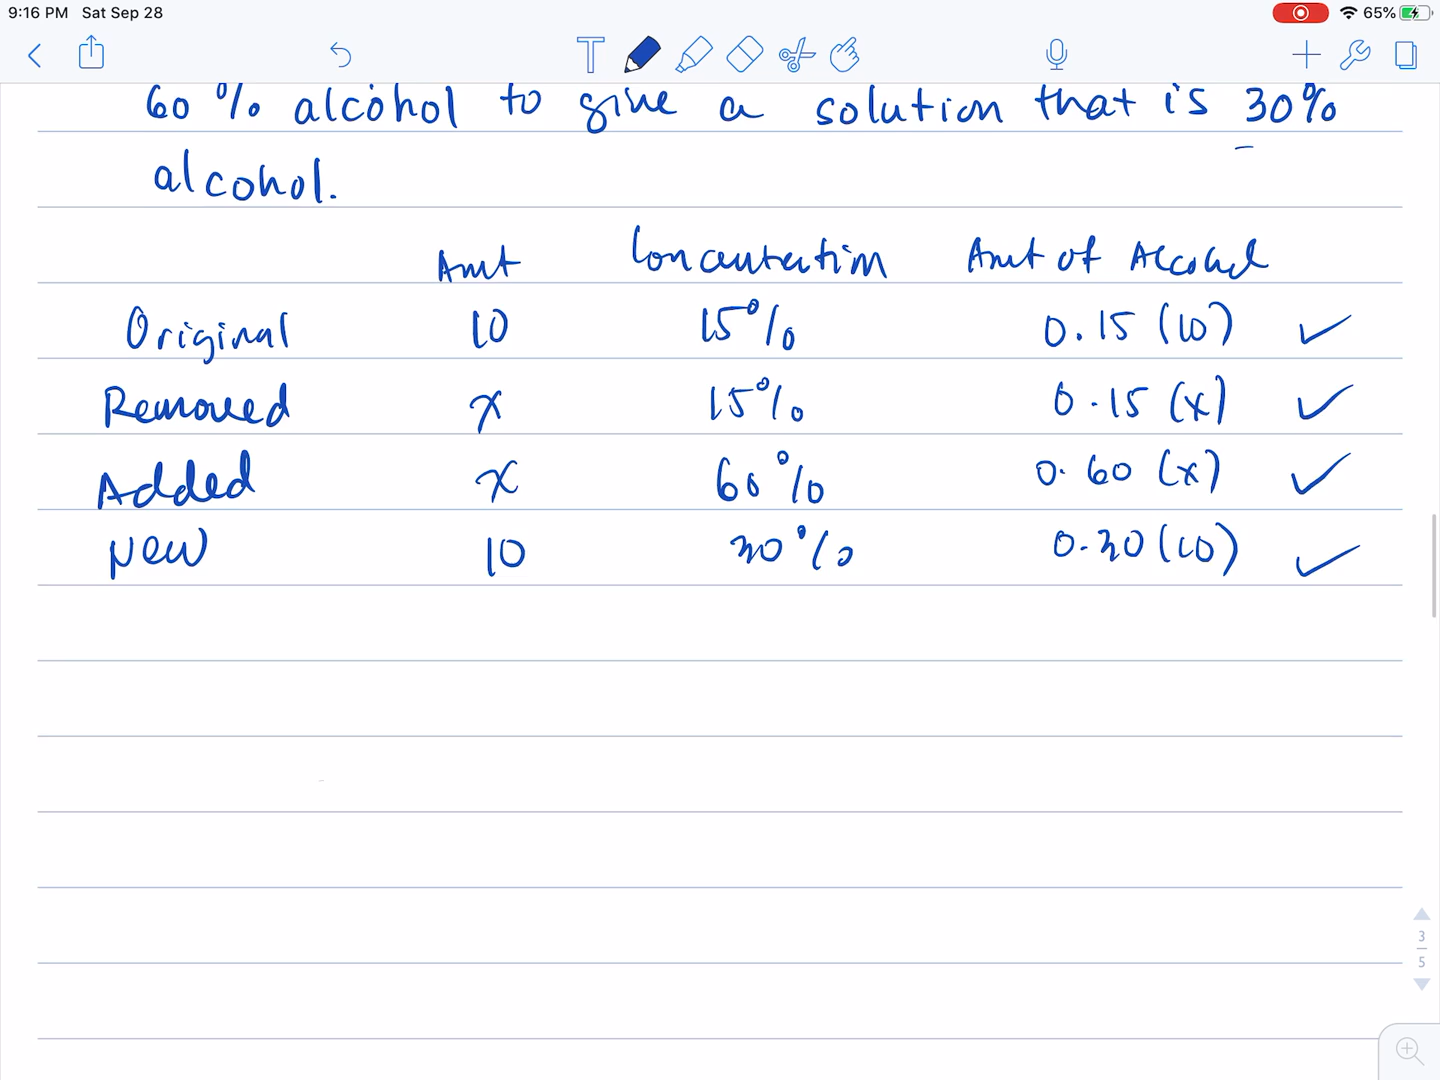 9:16 PM Sat Sep 28 65%
T
60% alcohol to give a solution that is 30%
alcohol.
Amt Concentration Amt of Alcohol
Original 10 15% 0.15 (10) ✓
Removed x 15% 0.15 (x) ✓
Added x 60% 0.60 (x) ✓
New 10 30% 0.30 (10) ✓
3
5